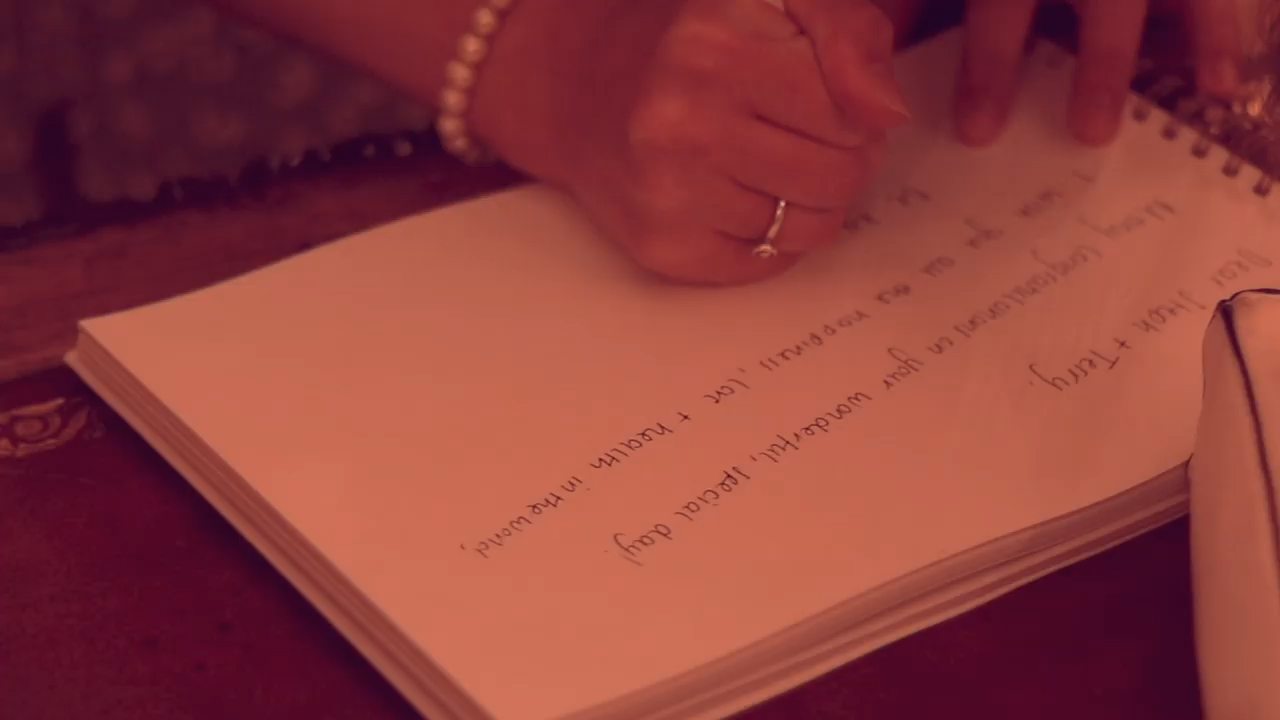 Dear Steph + Terry,
Many congratulations on your wonderful, special day!
I wish you all the happiness, love + health in the world,